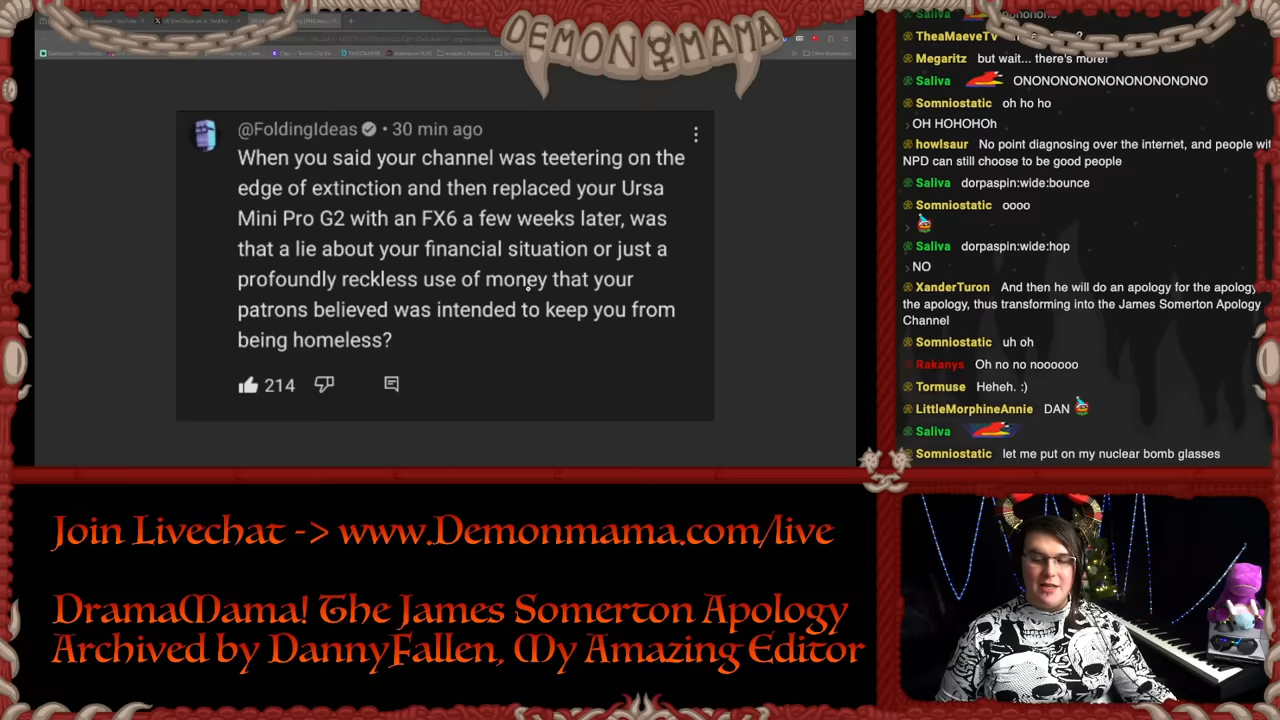 DEMON MAMA
@FoldingIdeas • 30 min ago
When you said your channel was teetering on the
edge of extinction and then replaced your Ursa
Mini Pro G2 with an FX6 a few weeks later, was
that a lie about your financial situation or just a
profoundly reckless use of money that your
patrons believed was intended to keep you from
being homeless?
214
Saliva
TheaMaeveTV
Megaritz but wait... there's more!
Saliva ONONONONONONONONONONO
Somniostatic oh ho ho
OH HOHOHOh
howlsaur No point diagnosing over the internet, and people wit
NPD can still choose to be good people
Saliva dorpaspin:wide:bounce
Somniostatic oooo
Saliva dorpaspin:wide:hop
NO
XanderTuron And then he will do an apology for the apology
the apology, thus transforming into the James Somerton Apology
Channel
Somniostatic uh oh
Rakanys Oh no no nooooo
Tormuse Heheh. :)
LittleMorphineAnnie DAN
Saliva
Somniostatic let me put on my nuclear bomb glasses
Join Livechat -> www.Demonmama.com/live
DramaMama! The James Somerton Apology
Archived by DannyFallen, My Amazing Editor